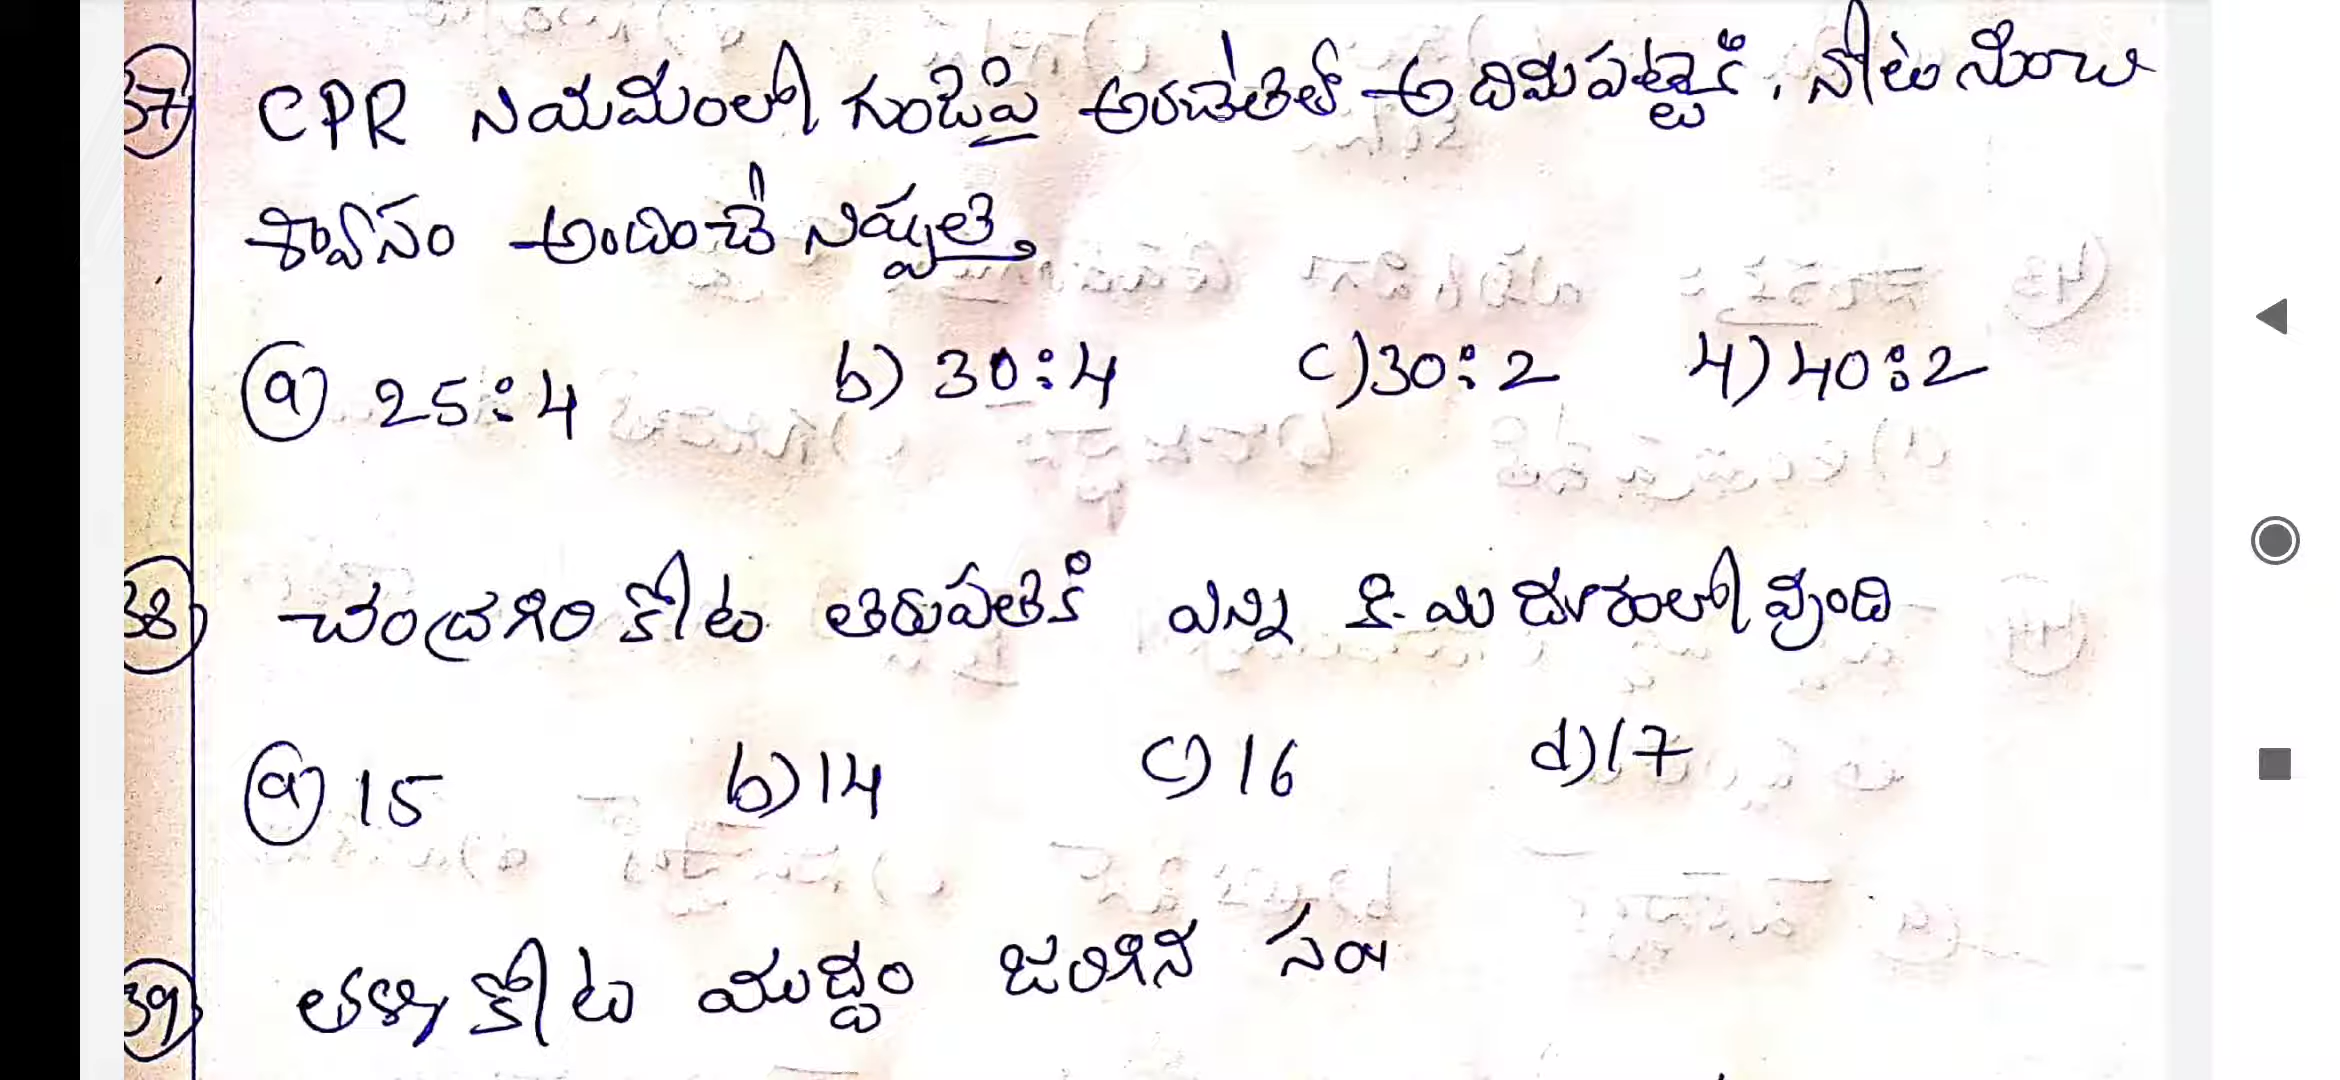 37) CPR నియమంలో గుండెపై అరచేతితో అదిమిపట్టడానికి, నోటి నుంచి
శ్వాసం అందించే నిష్పత్తి
a) 25:4 b) 30:4 c) 30:2 4) 40:2
38) చంద్రగిరి కోట తిరుపతికి ఎన్ని కి.మి దూరంలో వుంది
a) 15 b) 14 c) 16 d) 17
39) తళ్ళికోట యుద్ధం జరిగిన సం